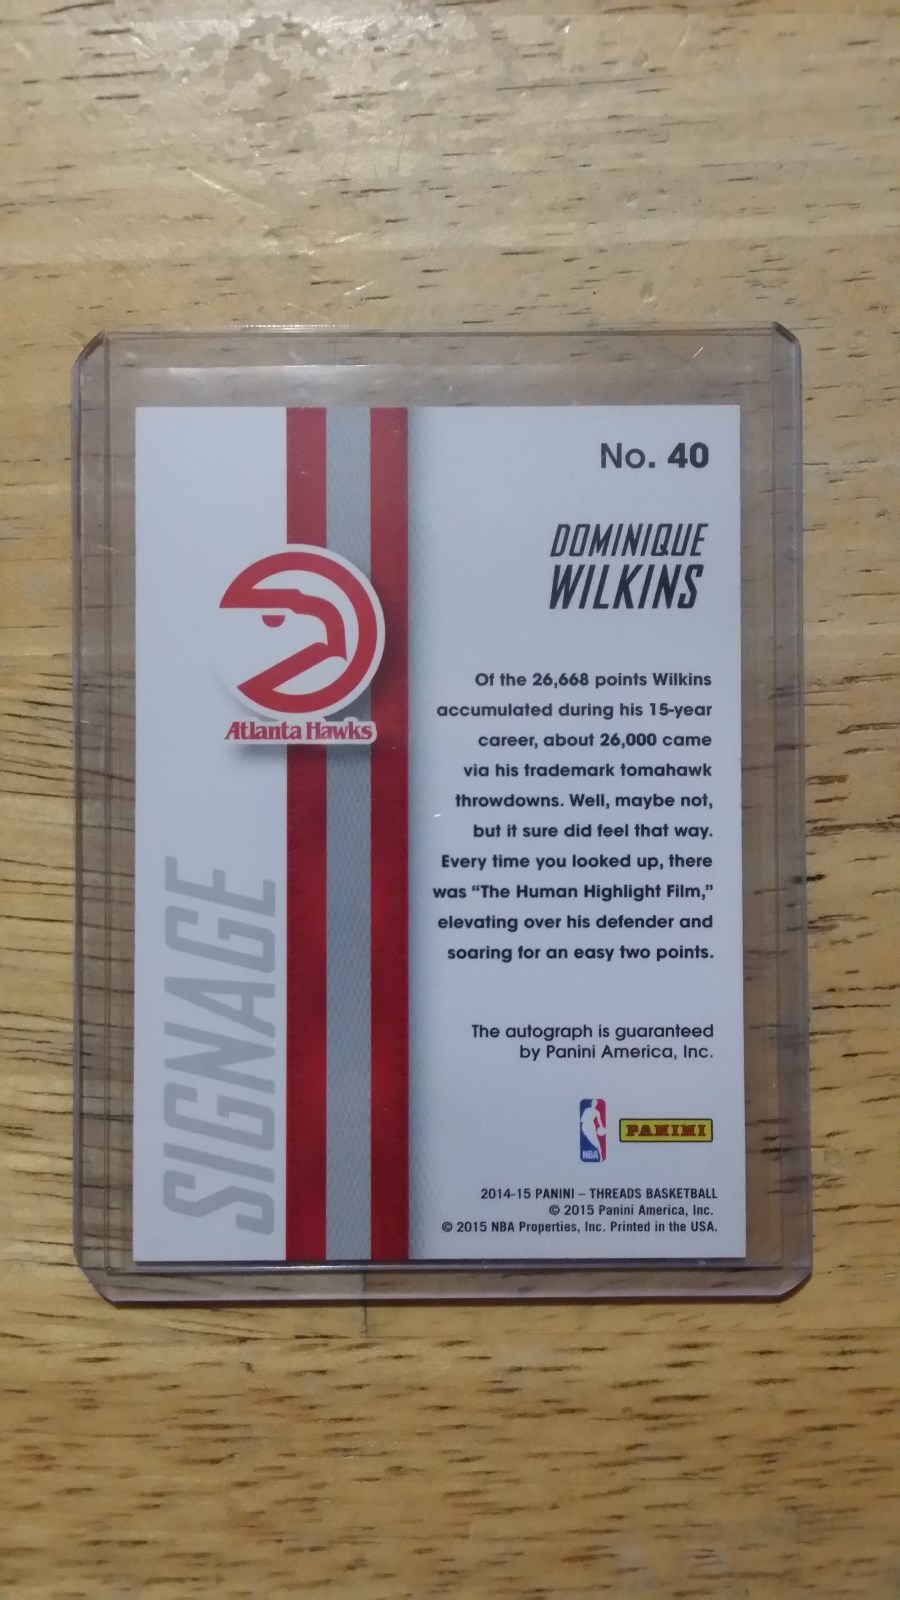 No. 40
DOMINIQUE
WILKINS
Atlanta Hawks
SIGNAGE
Of the 26,668 points Wilkins
accumulated during his 15-year
career, about 26,000 came
via his trademark tomahawk
throwdowns. Well, maybe not,
but it sure did feel that way.
Every time you looked up, there
was “The Human Highlight Film,”
elevating over his defender and
soaring for an easy two points.
The autograph is guaranteed
by Panini America, Inc.
NBA
PANINI
2014-15 PANINI – THREADS BASKETBALL
© 2015 Panini America, Inc.
© 2015 NBA Properties, Inc. Printed in the USA.